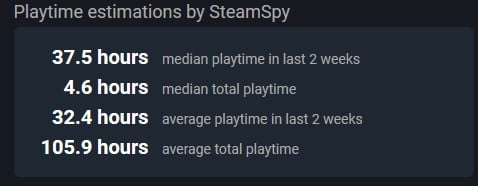 Playtime estimations by SteamSpy
37.5 hours median playtime in last 2 weeks
4.6 hours median total playtime
32.4 hours average playtime in last 2 weeks
105.9 hours average total playtime